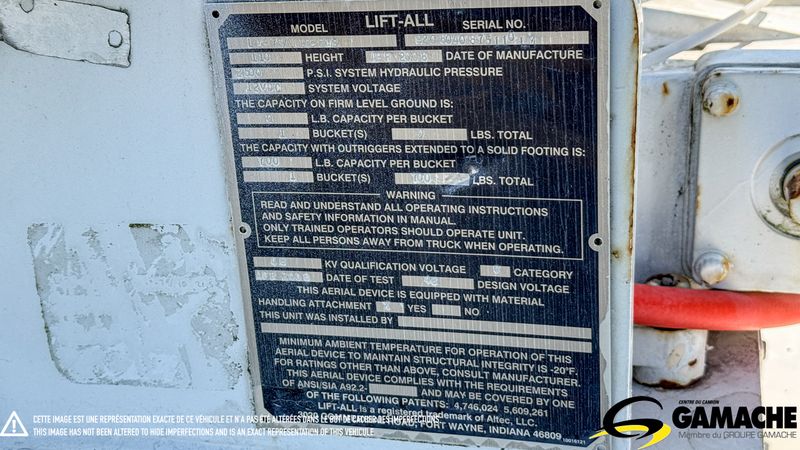 MODEL LIFT-ALL SERIAL NO.
HEIGHT DATE OF MANUFACTURE
P.S.I. SYSTEM HYDRAULIC PRESSURE
12VDC SYSTEM VOLTAGE
THE CAPACITY ON FIRM LEVEL GROUND IS:
L.B. CAPACITY PER BUCKET
1 BUCKET(S) LBS. TOTAL
THE CAPACITY WITH OUTRIGGERS EXTENDED TO A SOLID FOOTING IS:
L.B. CAPACITY PER BUCKET
1 BUCKET(S) LBS. TOTAL
WARNING
READ AND UNDERSTAND ALL OPERATING INSTRUCTIONS
AND SAFETY INFORMATION IN MANUAL.
ONLY TRAINED OPERATORS SHOULD OPERATE UNIT.
KEEP ALL PERSONS AWAY FROM TRUCK WHEN OPERATING.
KV QUALIFICATION VOLTAGE CATEGORY
DATE OF TEST DESIGN VOLTAGE
THIS AERIAL DEVICE IS EQUIPPED WITH MATERIAL
HANDLING ATTACHMENT YES NO
THIS UNIT WAS INSTALLED BY
MINIMUM AMBIENT TEMPERATURE FOR OPERATION OF THIS
AERIAL DEVICE TO MAINTAIN STRUCTURAL INTEGRITY IS -20°F.
FOR RATINGS OTHER THAN ABOVE, CONSULT MANUFACTURER.
THIS AERIAL DEVICE COMPLIES WITH THE REQUIREMENTS
OF ANSI/SIA A92.2- AND MAY BE COVERED BY ONE
OF THE FOLLOWING PATENTS: 4,746,024 5,609,261
LIFT-ALL is a registered trademark of Altec, LLC.
ROAD, FORT WAYNE, INDIANA 46809
10016121
CETTE IMAGE EST UNE REPRÉSENTATION EXACTE DE CE VÉHICULE ET N'A PAS ÉTÉ ALTÉRÉES DANS LE BUT DE CACHER DES IMPERFECTIONS
THIS IMAGE HAS NOT BEEN ALTERED TO HIDE IMPERFECTIONS AND IS AN EXACT REPRESENTATION OF THIS VEHICULE
CENTRE DU CAMION
GAMACHE
Membre du GROUPE GAMACHE